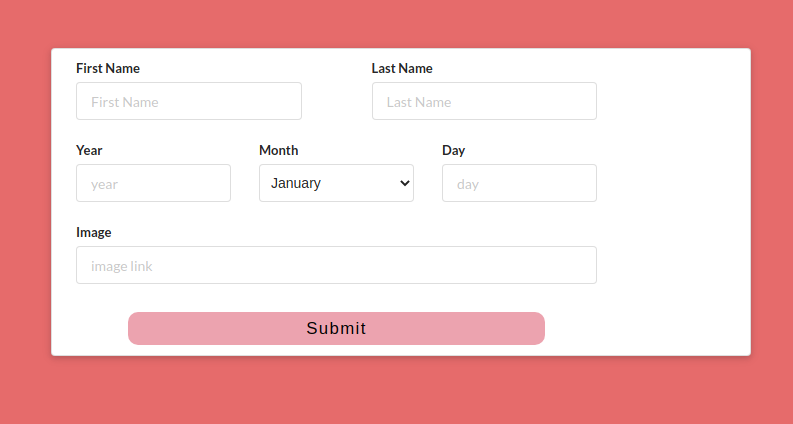 First Name Last Name
First Name Last Name
Year Month Day
year January day
Image
image link
Submit